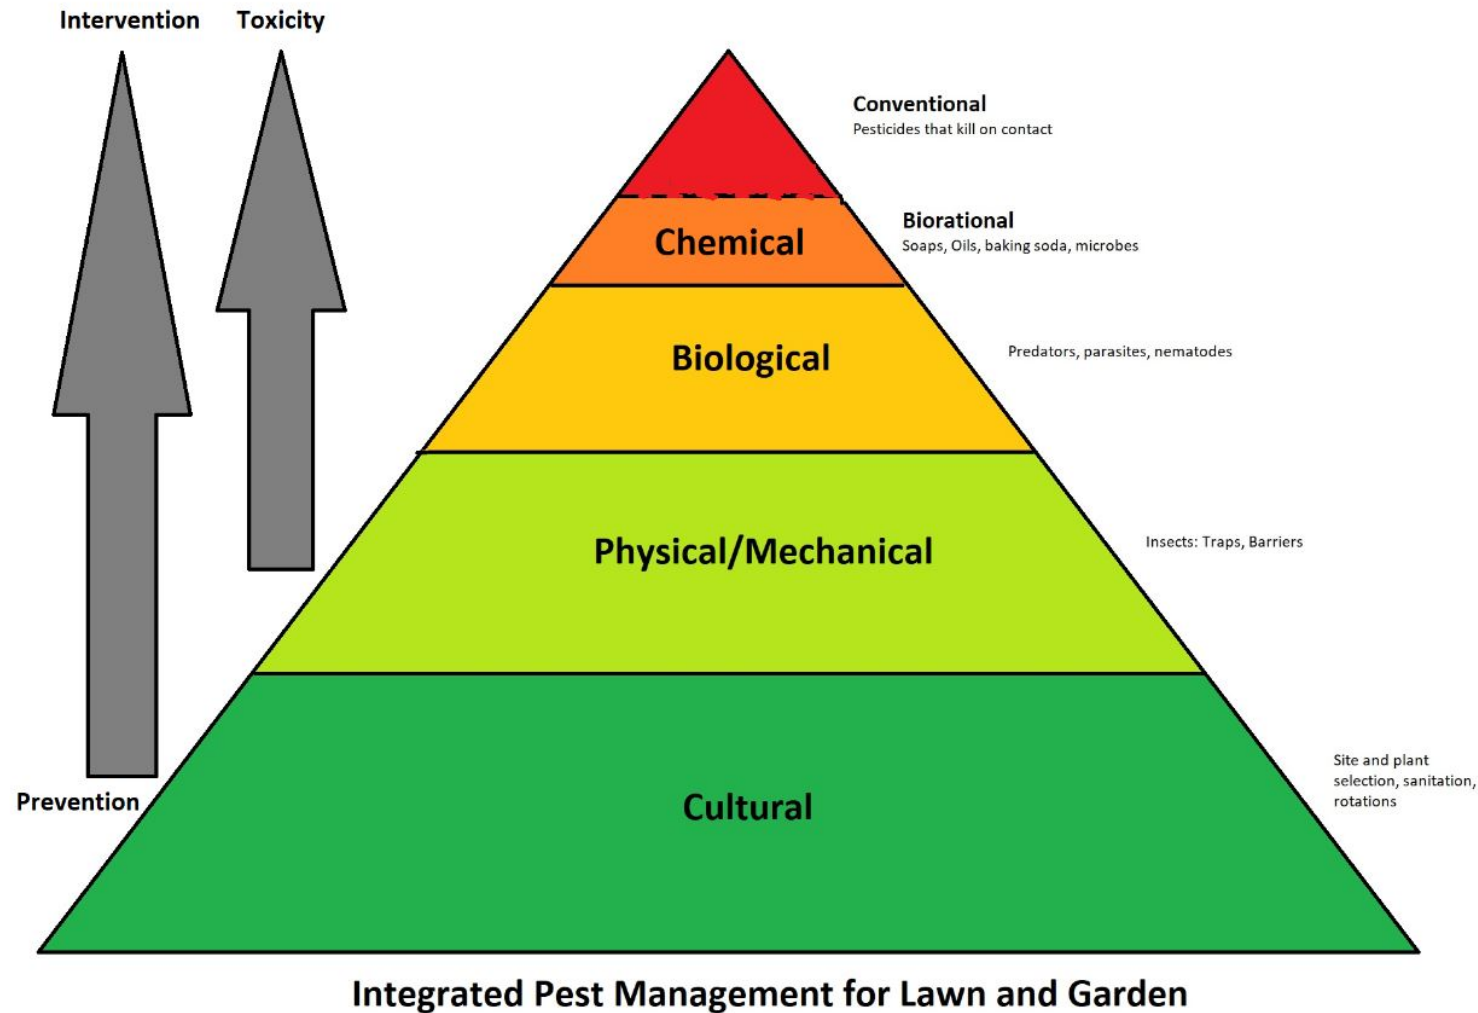 Intervention
Toxicity
Conventional
Pesticides that kill on contact
Biorational
Soaps, Oils, baking soda, microbes
Chemical
Biological
Predators, parasites, nematodes
Physical/Mechanical
Insects: Traps, Barriers
Prevention
Cultural
Site and plant
selection, sanitation,
rotations
Integrated Pest Management for Lawn and Garden